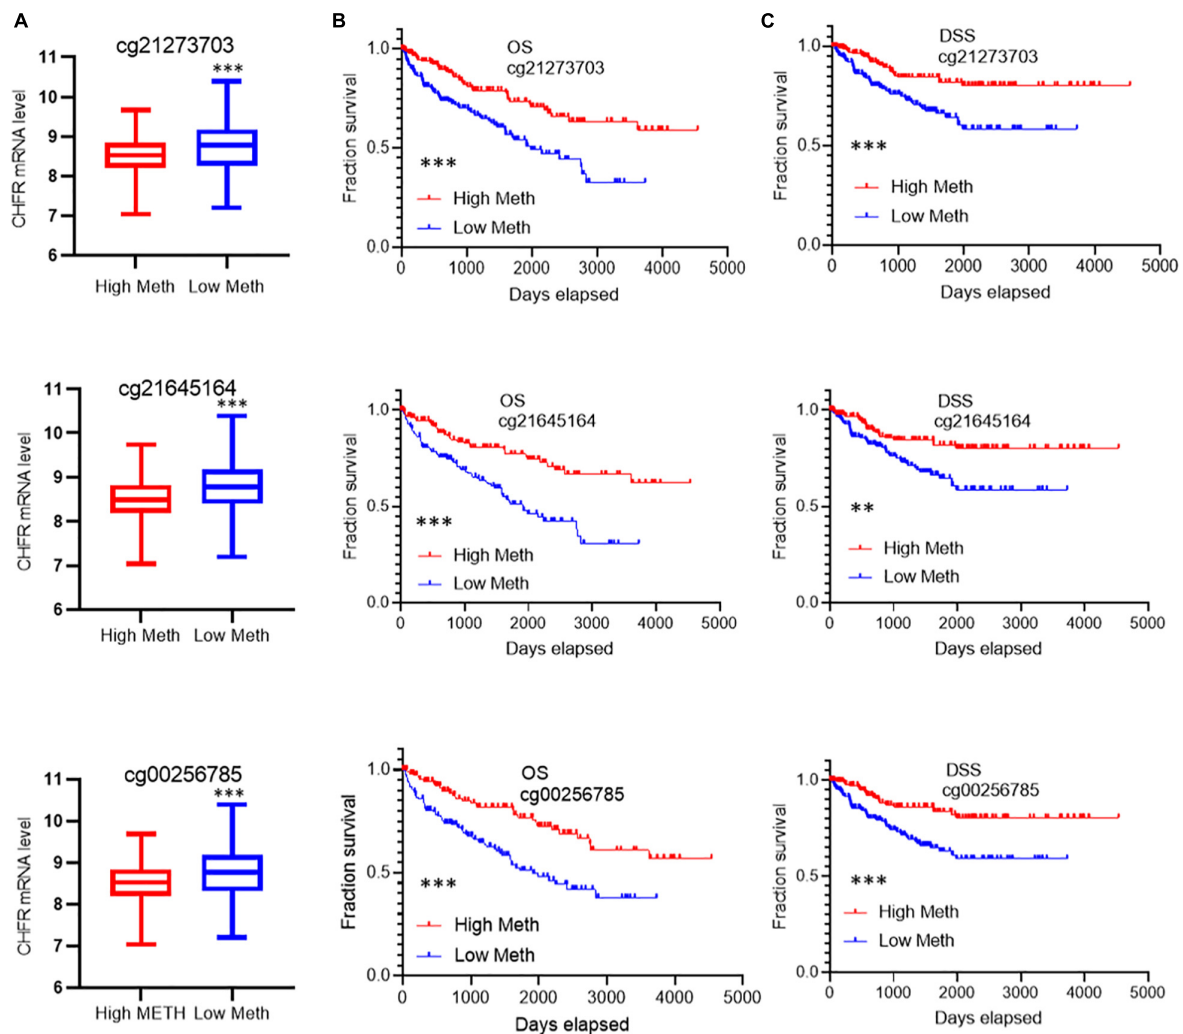 A
B
C
cg21273703
***
CHFR mRNA level
11
10
9
8
7
6
High Meth
Low Meth
OS
cg21273703
Fraction survival
1.0
0.5
0.0
***
High Meth
Low Meth
0
1000
2000
3000
4000
5000
Days elapsed
DSS
cg21273703
Fraction survival
1.0
0.5
0.0
***
High Meth
Low Meth
0
1000
2000
3000
4000
5000
Days elapsed
cg21645164
***
CHFR mRNA level
11
10
9
8
7
6
High Meth
Low Meth
OS
cg21645164
Fraction survival
1.0
0.5
0.0
***
High Meth
Low Meth
0
1000
2000
3000
4000
5000
Days elapsed
DSS
cg21645164
Fraction survival
1.0
0.5
0.0
**
High Meth
Low Meth
0
1000
2000
3000
4000
5000
Days elapsed
cg00256785
***
CHFR mRNA level
11
10
9
8
7
6
High METH
Low Meth
OS
cg00256785
Fraction survival
1.0
0.5
0.0
***
High Meth
Low Meth
0
1000
2000
3000
4000
5000
Days elapsed
DSS
cg00256785
Fraction survival
1.0
0.5
0.0
***
High Meth
Low Meth
0
1000
2000
3000
4000
5000
Days elapsed